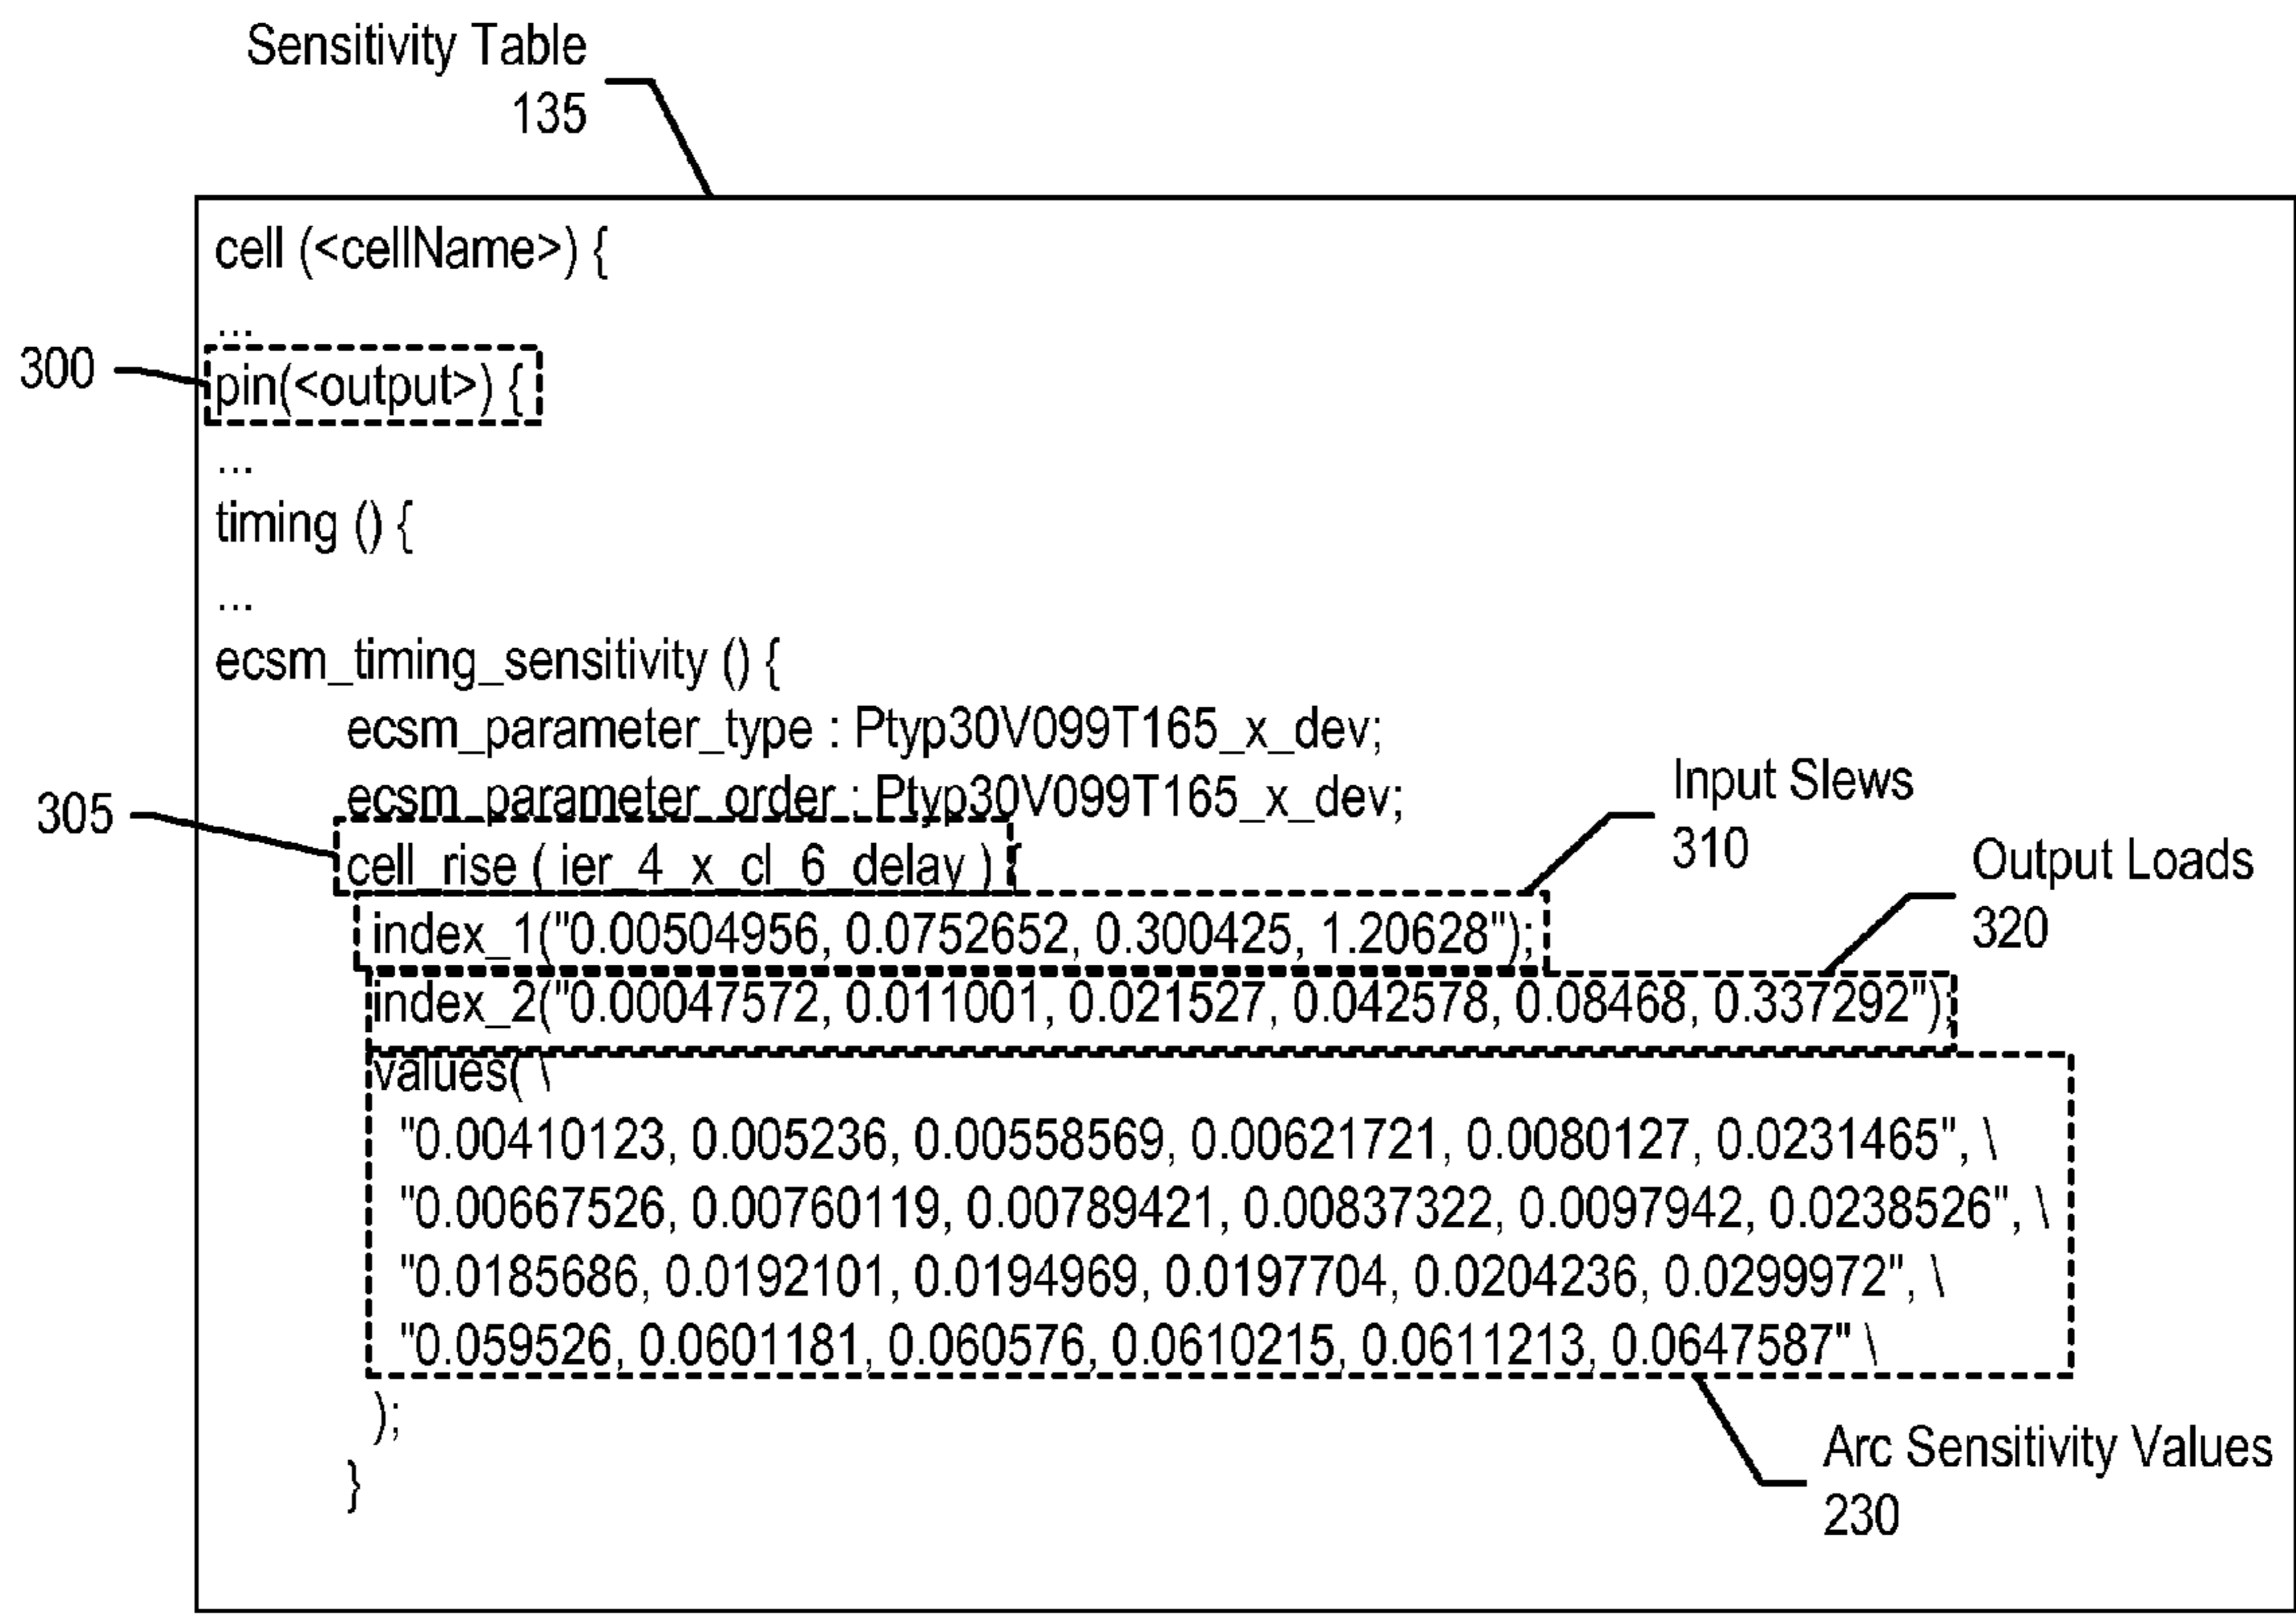 Sensitivity Table
135
cell (<cellName>) {
...
300
pin(<output>) {
...
timing () {
...
ecsm_timing_sensitivity () {
ecsm_parameter_type : Ptyp30V099T165_x_dev;
ecsm_parameter_order : Ptyp30V099T165_x_dev;
305
cell_rise ( ier_4_x_cl_6_delay ) {
Input Slews
310
Output Loads
320
index_1("0.00504956, 0.0752652, 0.300425, 1.20628");
index_2("0.00047572, 0.011001, 0.021527, 0.042578, 0.08468, 0.337292");
values( \
"0.00410123, 0.005236, 0.00558569, 0.00621721, 0.0080127, 0.0231465", \
"0.00667526, 0.00760119, 0.00789421, 0.00837322, 0.0097942, 0.0238526", \
"0.0185686, 0.0192101, 0.0194969, 0.0197704, 0.0204236, 0.0299972", \
"0.059526, 0.0601181, 0.060576, 0.0610215, 0.0611213, 0.0647587" \
);
}
Arc Sensitivity Values
230